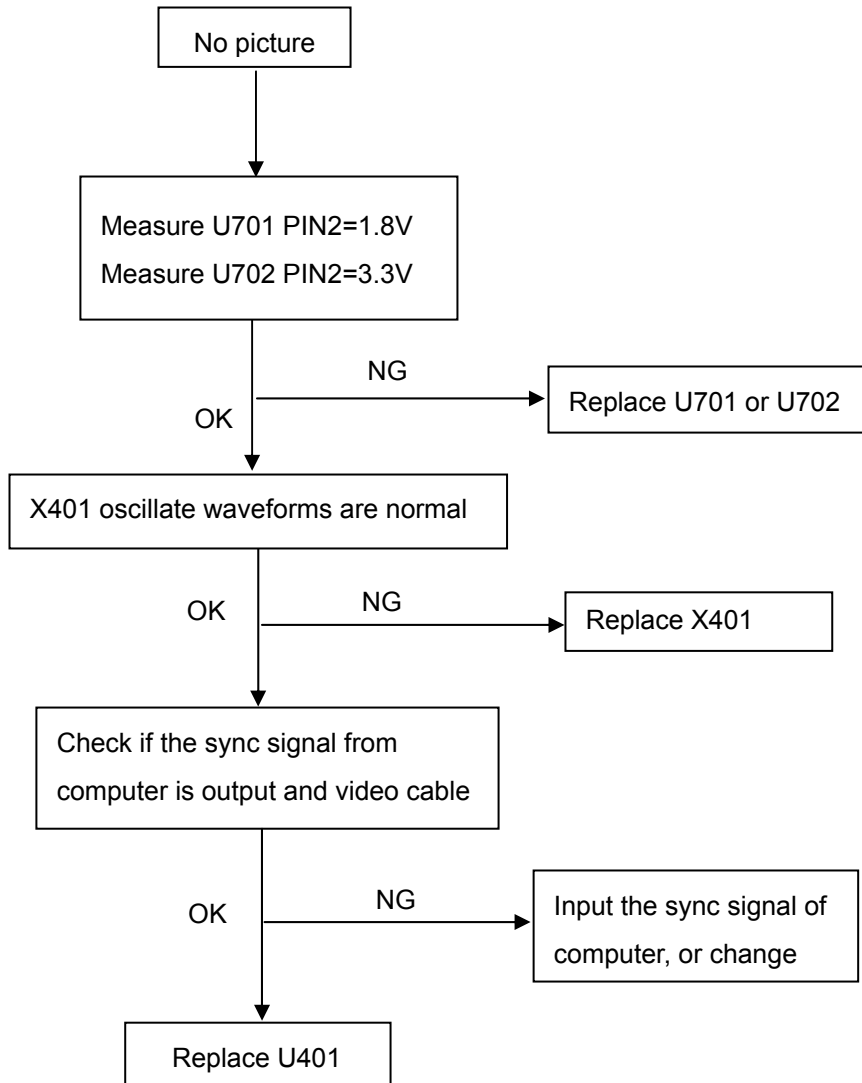 No picture
Measure U701 PIN2=1.8V
Measure U702 PIN2=3.3V
NG
OK
Replace U701 or U702
X401 oscillate waveforms are normal
OK
NG
Replace X401
Check if the sync signal from
computer is output and video cable
OK
NG
Input the sync signal of
computer, or change
Replace U401